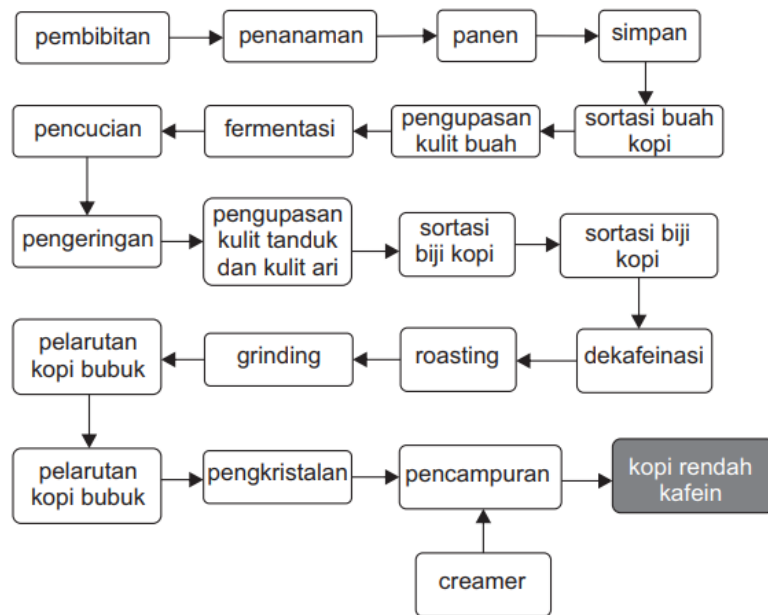 pembibitan
penanaman
panen
simpan
sortasi buah
kopi
pengupasan
kulit buah
fermentasi
pencucian
pengeringan
pengupasan
kulit tanduk
dan kulit ari
sortasi
biji kopi
sortasi biji
kopi
dekafeinasi
roasting
grinding
pelarutan
kopi bubuk
pelarutan
kopi bubuk
pengkristalan
pencampuran
kopi rendah
kafein
creamer